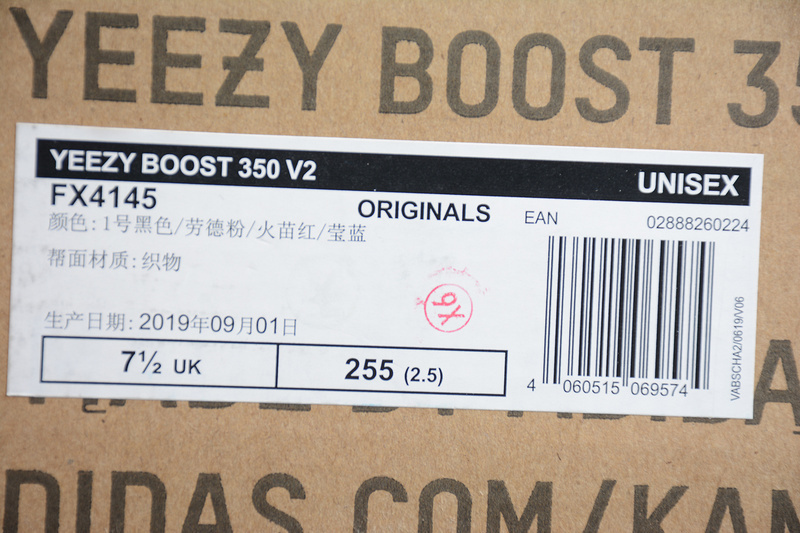 YEEZY BOOST 35
YEEZY BOOST 350 V2
UNISEX
FX4145
ORIGINALS
EAN
02888260224
颜色: 1号黑色/劳德粉/火苗红/莹蓝
帮面材质: 织物
生产日期: 2019年09月01日
7½ UK
255 (2.5)
4 060515 069574
VABSCHA2/0619/V06
DIDAS.COM/KAN